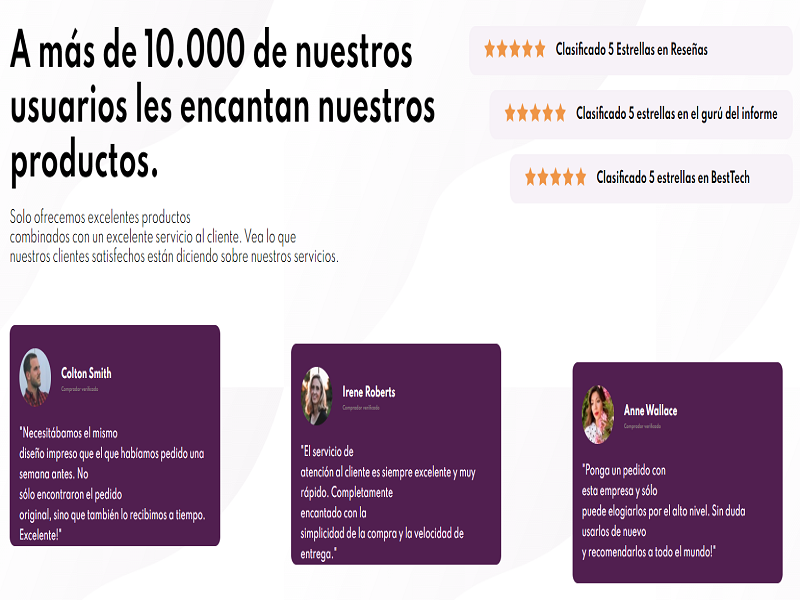 A más de 10.000 de nuestros
usuarios les encantan nuestros
productos.
Solo ofrecemos excelentes productos
combinados con un excelente servicio al cliente. Vea lo que
nuestros clientes satisfechos están diciendo sobre nuestros servicios.
Clasificado 5 Estrellas en Reseñas
Clasificado 5 estrellas en el gurú del informe
Clasificado 5 estrellas en BestTech
Colton Smith
Comprador verificado
"Necesitábamos el mismo
diseño impreso que el que habíamos pedido una
semana antes. No
sólo encontraron el pedido
original, sino que también lo recibimos a tiempo.
Excelente!"
Irene Roberts
Comprador verificado
"El servicio de
atención al cliente es siempre excelente y muy
rápido. Completamente
encantado con la
simplicidad de la compra y la velocidad de
entrega."
Anne Wallace
Comprador verificado
"Ponga un pedido con
esta empresa y sólo
puede elogiarlos por el alto nivel. Sin duda
usarlos de nuevo
y recomendarlos a todo el mundo!"